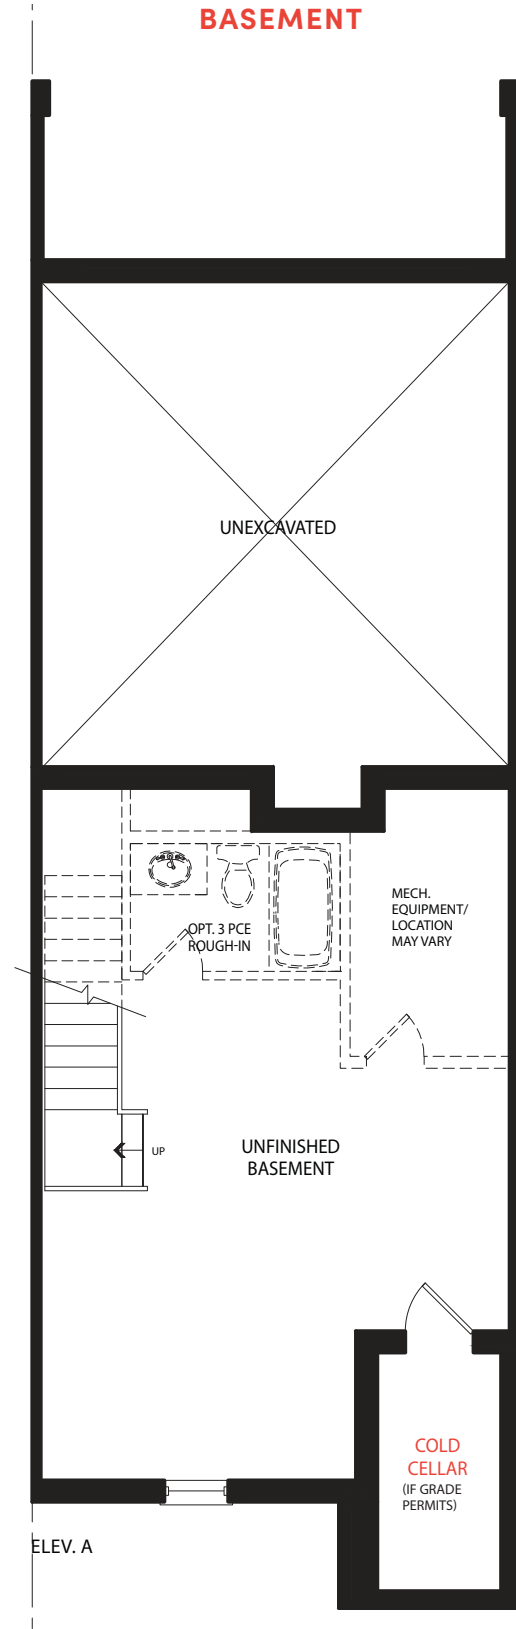 BASEMENT
UNEXCAVATED
OPT. 3 PCE
ROUGH-IN
MECH.
EQUIPMENT/
LOCATION
MAY VARY
UP
UNFINISHED
BASEMENT
COLD
CELLAR
(IF GRADE
PERMITS)
ELEV. A